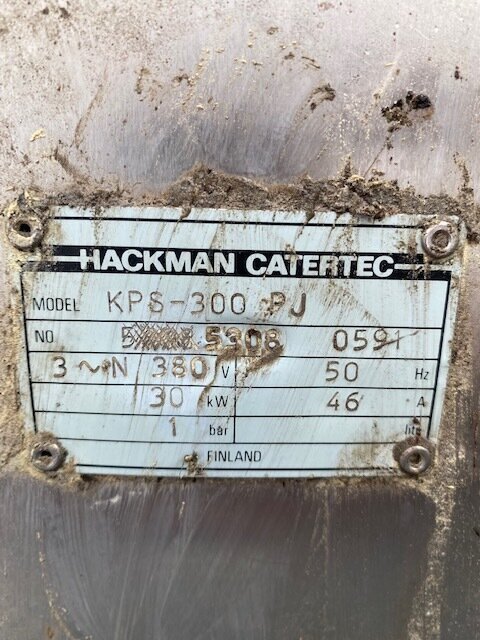 HACKMAN CATERTEC
MODEL KPS-300 PJ
NO 5308 0591
3~N 380 V 50 Hz
30 kW 46 A
1 bar litr
FINLAND